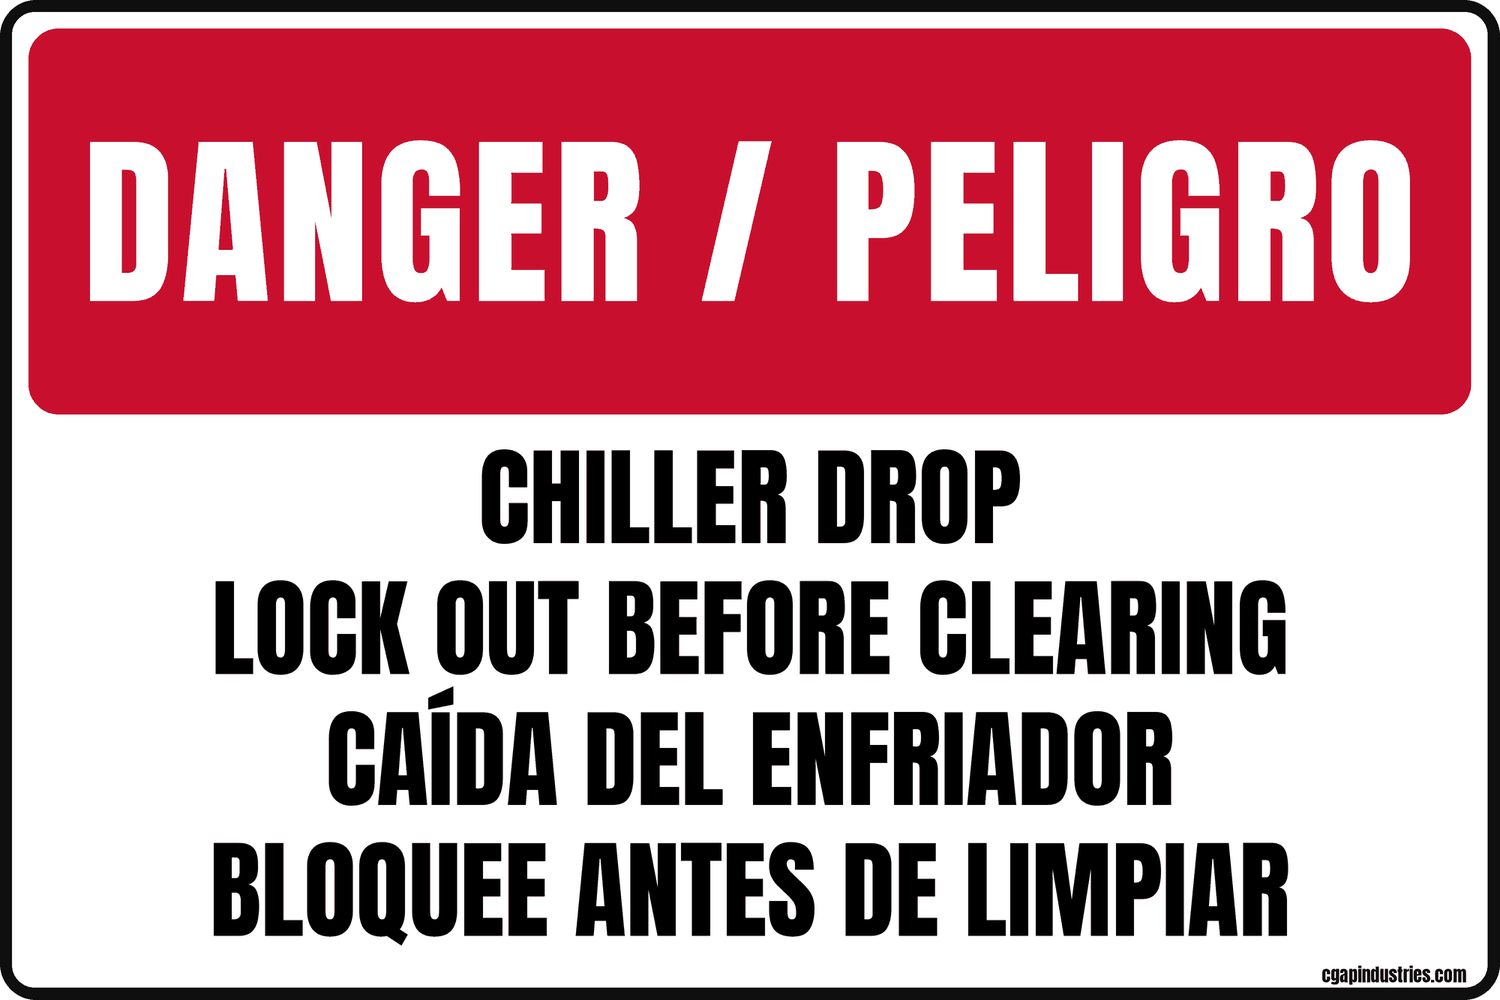 DANGER / PELIGRO
CHILLER DROP
LOCK OUT BEFORE CLEARING
CAÍDA DEL ENFRIADOR
BLOQUEE ANTES DE LIMPIAR
cgapindustries.com